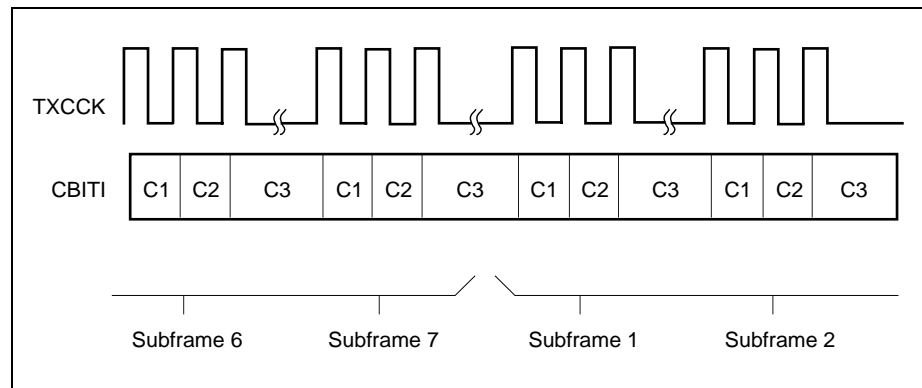 TXCCK
CBITI C1 C2 C3 C1 C2 C3 C1 C2 C3 C1 C2 C3
Subframe 6 Subframe 7 Subframe 1 Subframe 2